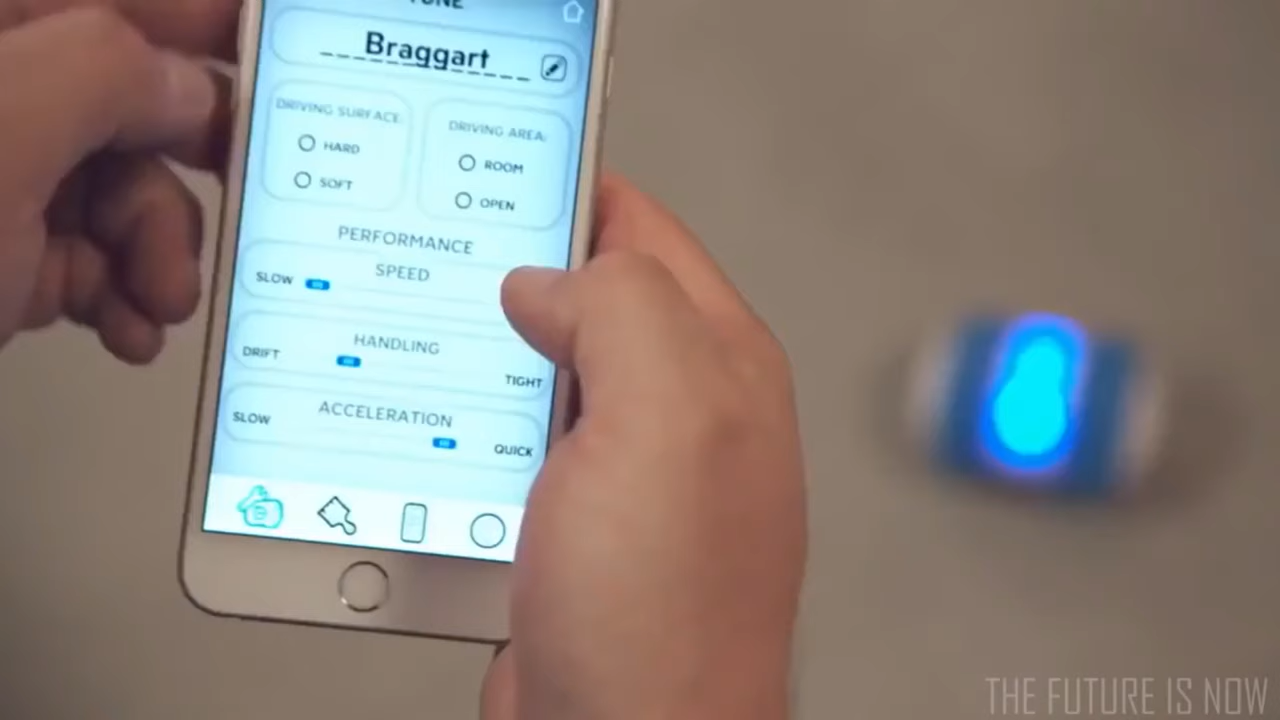 TUNE
Braggart
DRIVING SURFACE:
HARD
SOFT
DRIVING AREA:
ROOM
OPEN
PERFORMANCE
SPEED
SLOW
HANDLING
DRIFT
TIGHT
ACCELERATION
SLOW
QUICK
THE FUTURE IS NOW